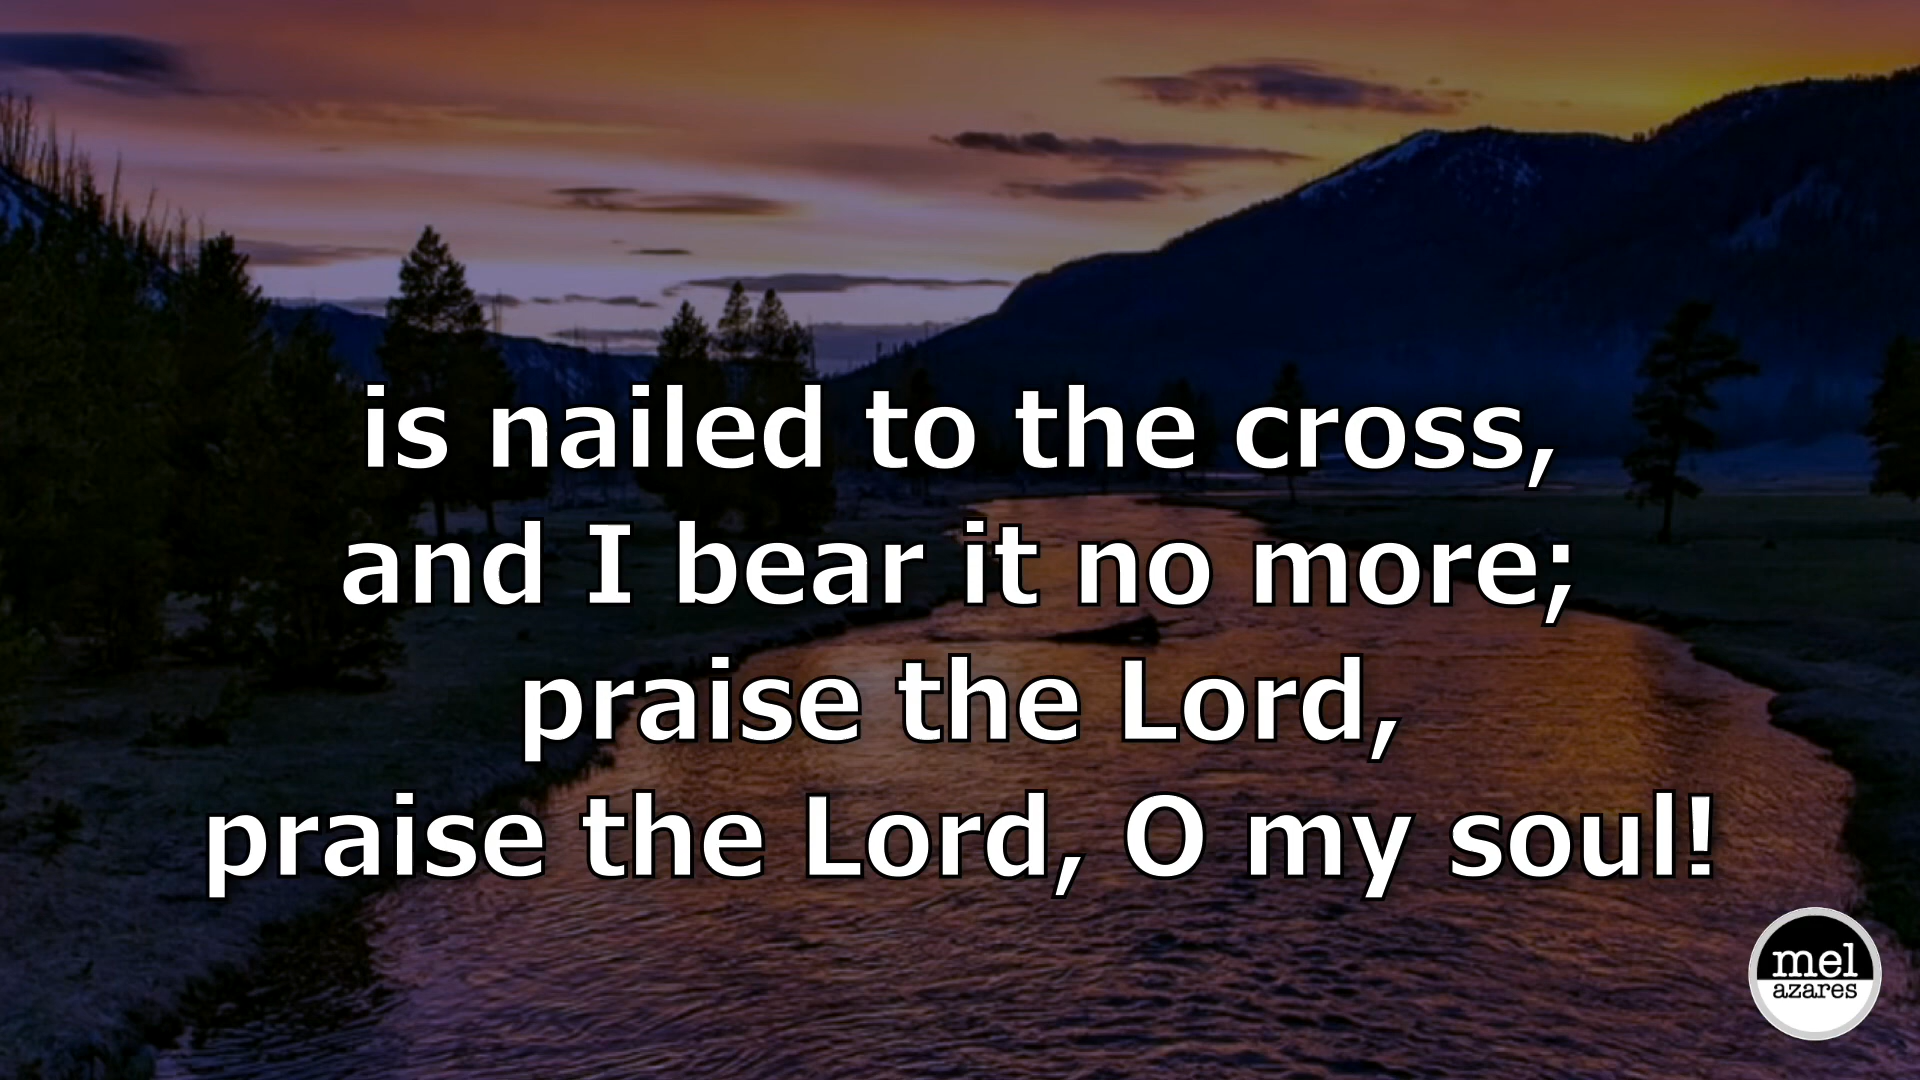 is nailed to the cross,
and I bear it no more;
praise the Lord,
praise the Lord, O my soul!
mel
azares